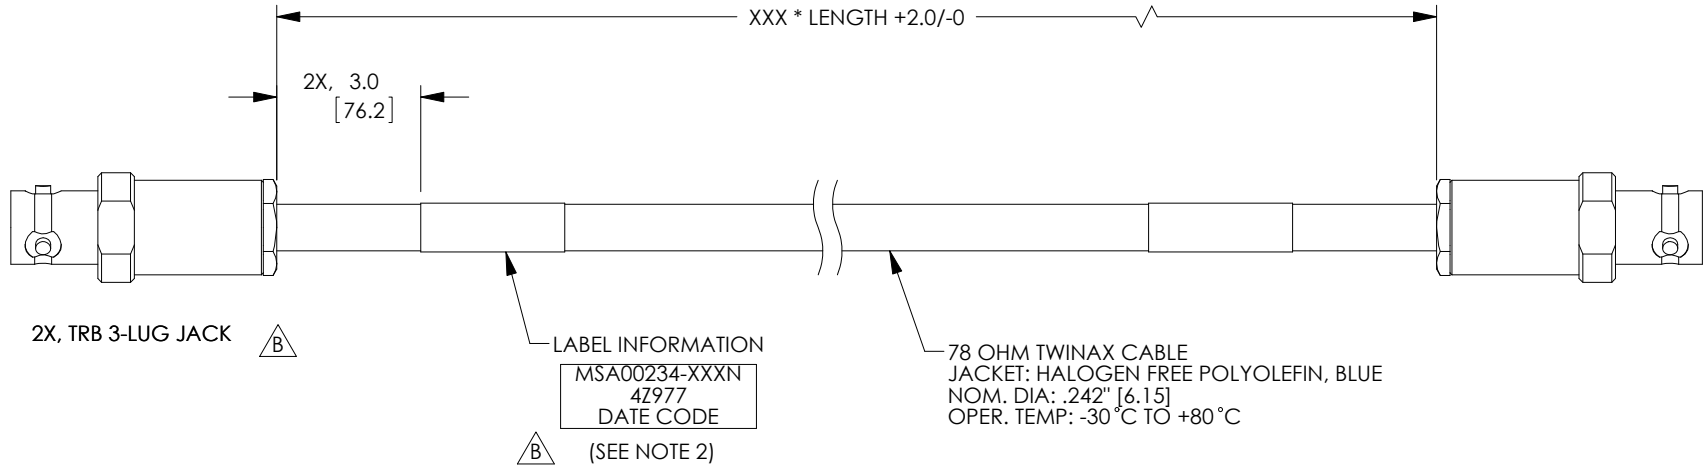 XXX * LENGTH +2.0/-0
2X, 3.0
[76.2]
2X, TRB 3-LUG JACK
B
LABEL INFORMATION
MSA00234-XXXN
4Z977
DATE CODE
B
(SEE NOTE 2)
78 OHM TWINAX CABLE
JACKET: HALOGEN FREE POLYOLEFIN, BLUE
NOM. DIA: .242" [6.15]
OPER. TEMP: -30°C TO +80°C